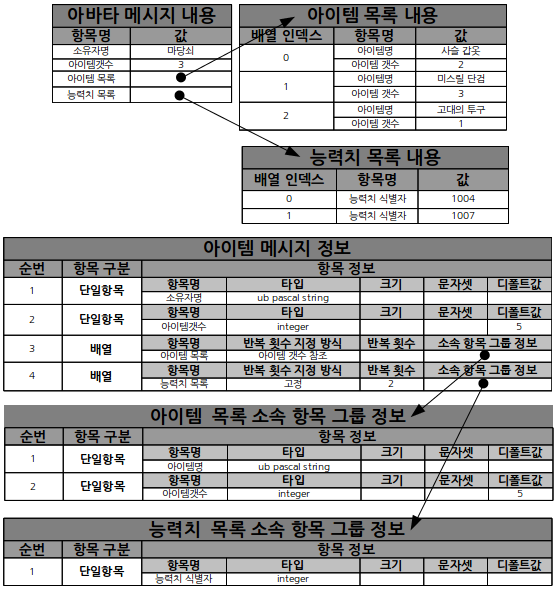 아바타 메시지 내용
항목명 값
소유자명 마당쇠
아이템갯수 3
아이템 목록
능력치 목록
아이템 목록 내용
배열 인덱스 항목명 값
0 아이템명 사슬 갑옷
아이템 갯수 2
1 아이템명 미스릴 단검
아이템 갯수 3
2 아이템명 고대의 투구
아이템 갯수 1
능력치 목록 내용
배열 인덱스 항목명 값
0 능력치 식별자 1004
1 능력치 식별자 1007
아이템 메시지 정보
순번 항목 구분 항목 정보
1 단일항목 항목명 타입 크기 문자셋 디폴트값
소유자명 ub pascal string
2 단일항목 항목명 타입 크기 문자셋 디폴트값
아이템갯수 integer 5
3 배열 항목명 반복 횟수 지정 방식 반복 횟수 소속 항목 그룹 정보
아이템 목록 아이템 갯수 참조
4 배열 항목명 반복 횟수 지정 방식 반복 횟수 소속 항목 그룹 정보
능력치 목록 고정 2
아이템 목록 소속 항목 그룹 정보
순번 항목 구분 항목 정보
1 단일항목 항목명 타입 크기 문자셋 디폴트값
아이템명 ub pascal string
2 단일항목 항목명 타입 크기 문자셋 디폴트값
아이템갯수 integer 5
능력치 목록 소속 항목 그룹 정보
순번 항목 구분 항목 정보
1 단일항목 항목명 타입 크기 문자셋 디폴트값
능력치 식별자 integer